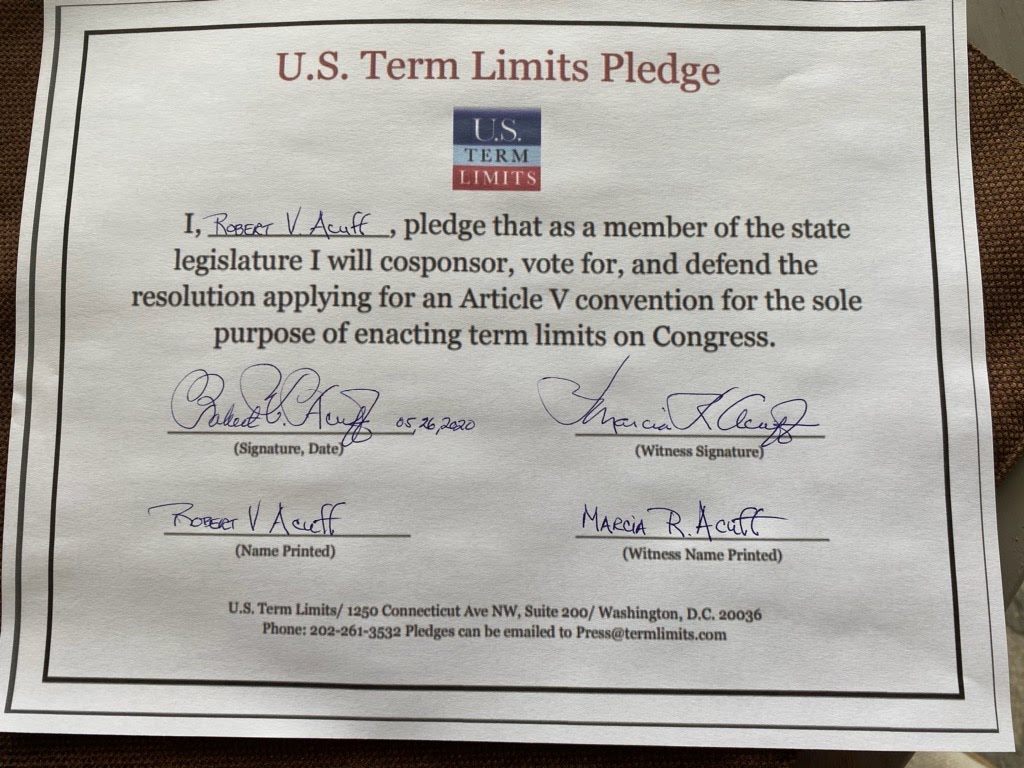 U.S. Term Limits Pledge
U.S.
TERM
LIMITS
I, ROBERT V. Acuff, pledge that as a member of the state
legislature I will cosponsor, vote for, and defend the
resolution applying for an Article V convention for the sole
purpose of enacting term limits on Congress.
Robert V. Acuff 05,26,2020 Marcia R Acuff
(Signature, Date) (Witness Signature)
ROBERT V Acuff MARCIA R. Acuff
(Name Printed) (Witness Name Printed)
U.S. Term Limits/ 1250 Connecticut Ave NW, Suite 200/ Washington, D.C. 20036
Phone: 202-261-3532 Pledges can be emailed to Press@termlimits.com